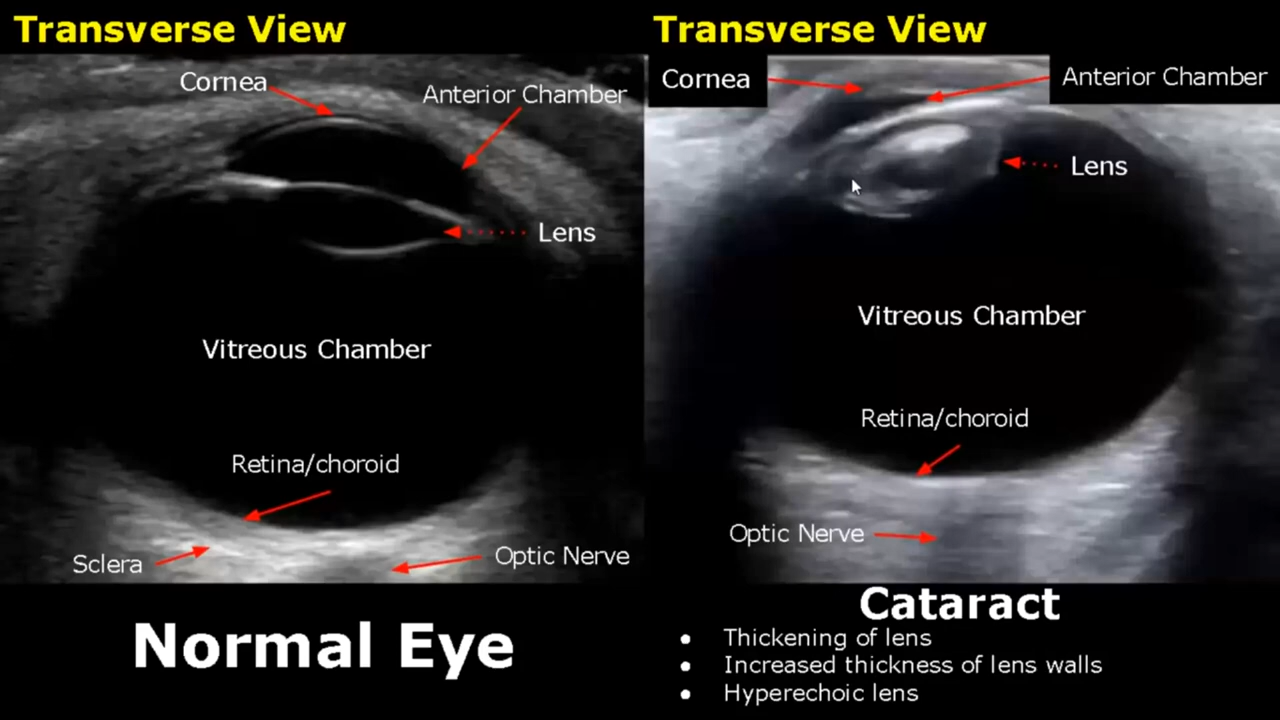 Transverse View
Cornea
Anterior Chamber
Lens
Vitreous Chamber
Retina/choroid
Sclera
Optic Nerve
Normal Eye
Transverse View
Cornea
Anterior Chamber
Lens
Vitreous Chamber
Retina/choroid
Optic Nerve
Cataract
• Thickening of lens
• Increased thickness of lens walls
• Hyperechoic lens